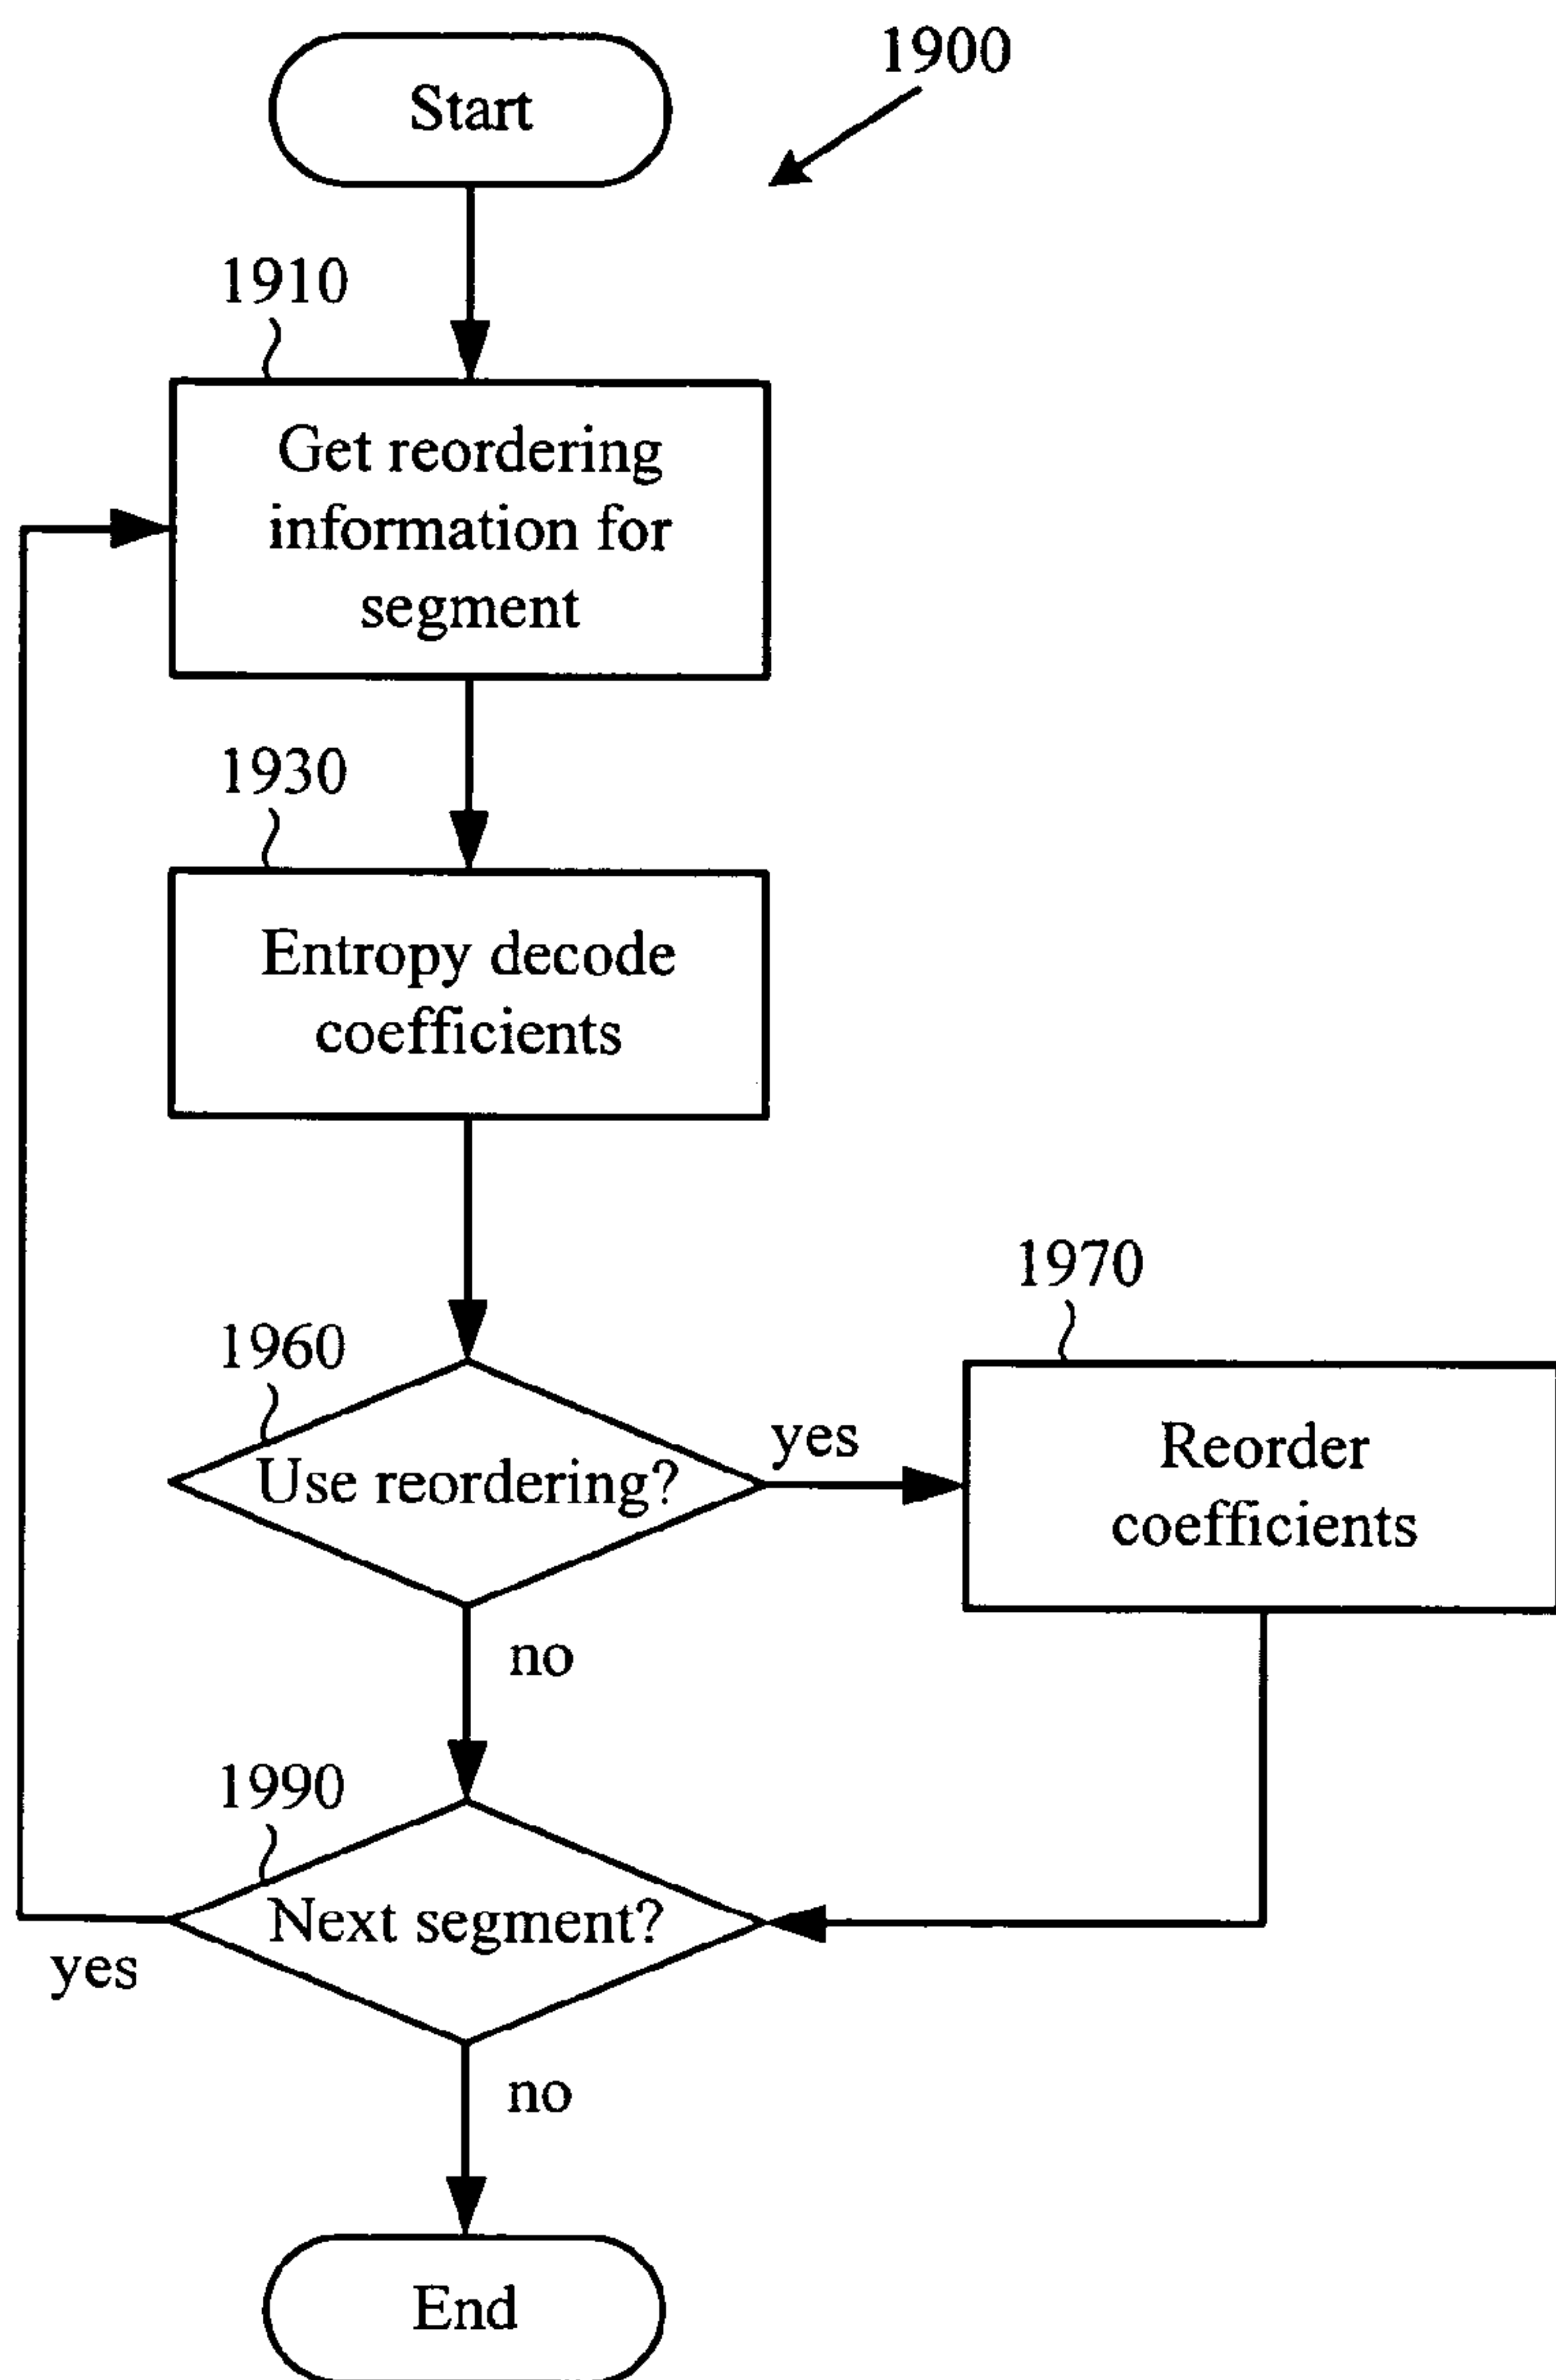 Start
1900
1910
Get reordering
information for
segment
1930
Entropy decode
coefficients
1970
1960
Use reordering?
yes
Reorder
coefficients
no
1990
Next segment?
yes
no
End